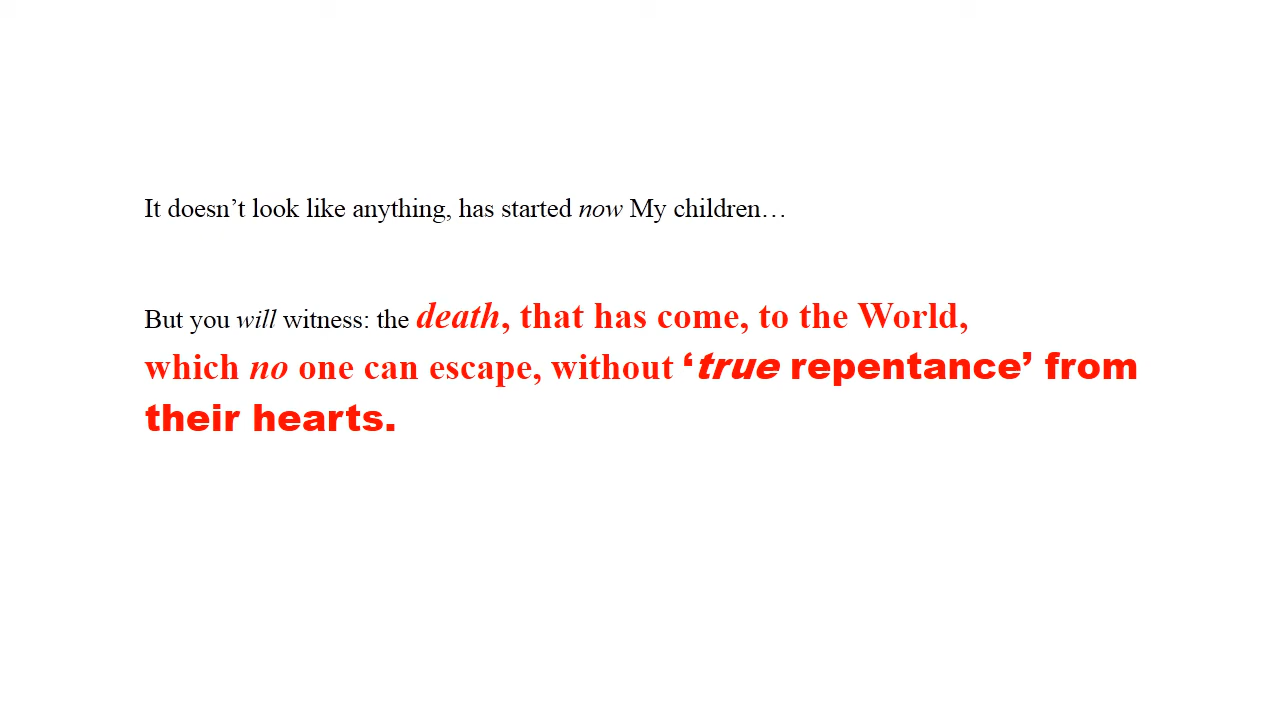 It doesn’t look like anything, has started now My children…
But you will witness: the death, that has come, to the World,
which no one can escape, without ‘true repentance’ from
their hearts.